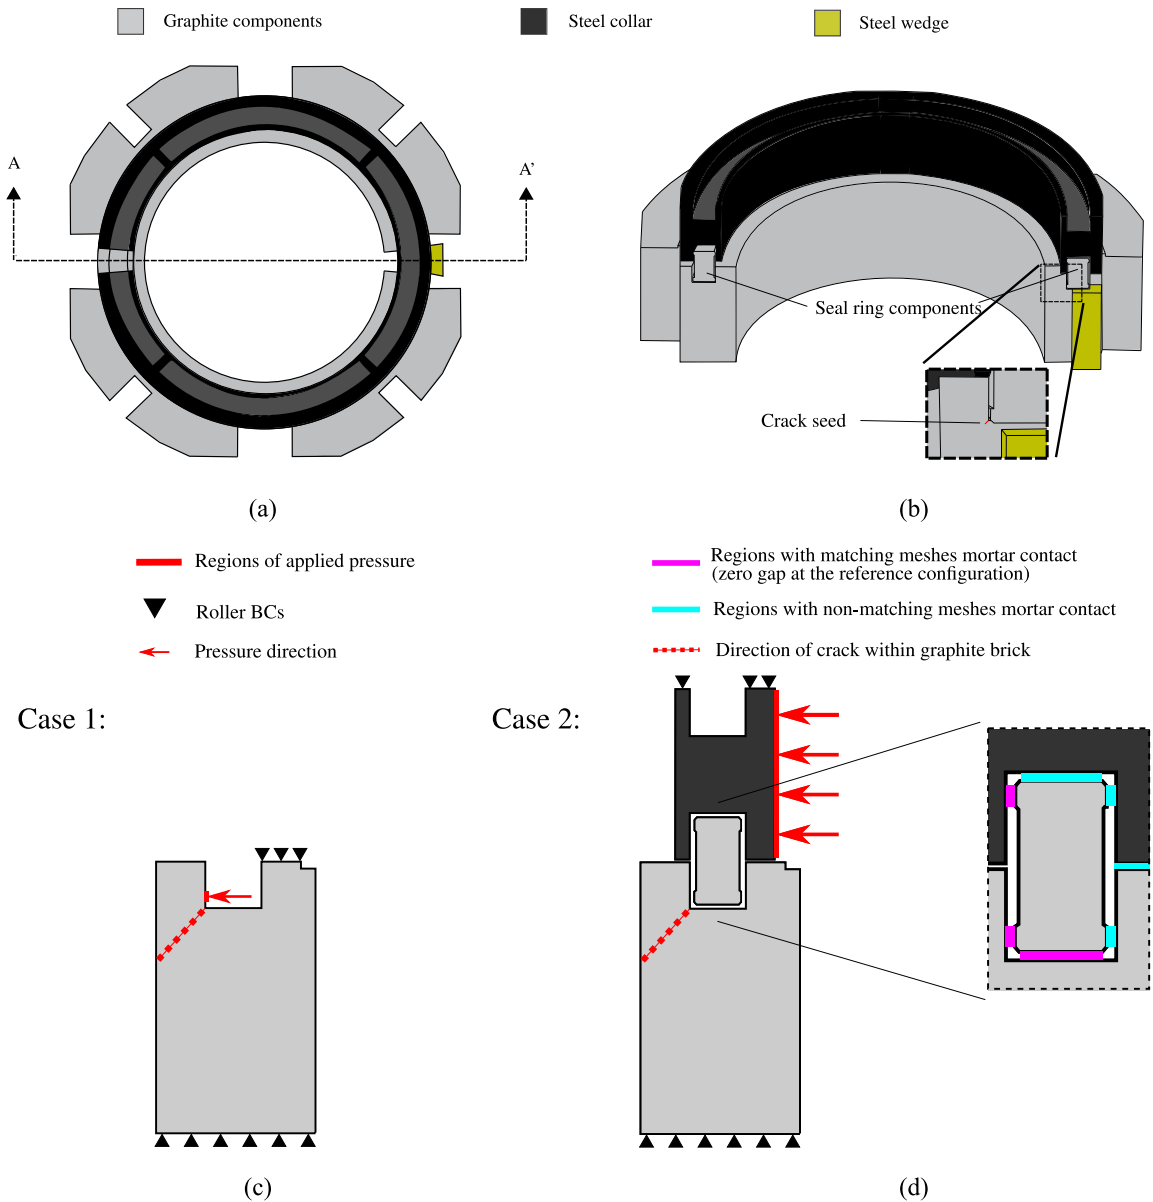 Graphite components
Steel collar
Steel wedge
A
A'
Seal ring components
Crack seed
(a)
(b)
Regions of applied pressure
Roller BCs
Pressure direction
Regions with matching meshes mortar contact
(zero gap at the reference configuration)
Regions with non-matching meshes mortar contact
Direction of crack within graphite brick
Case 1:
Case 2:
(c)
(d)